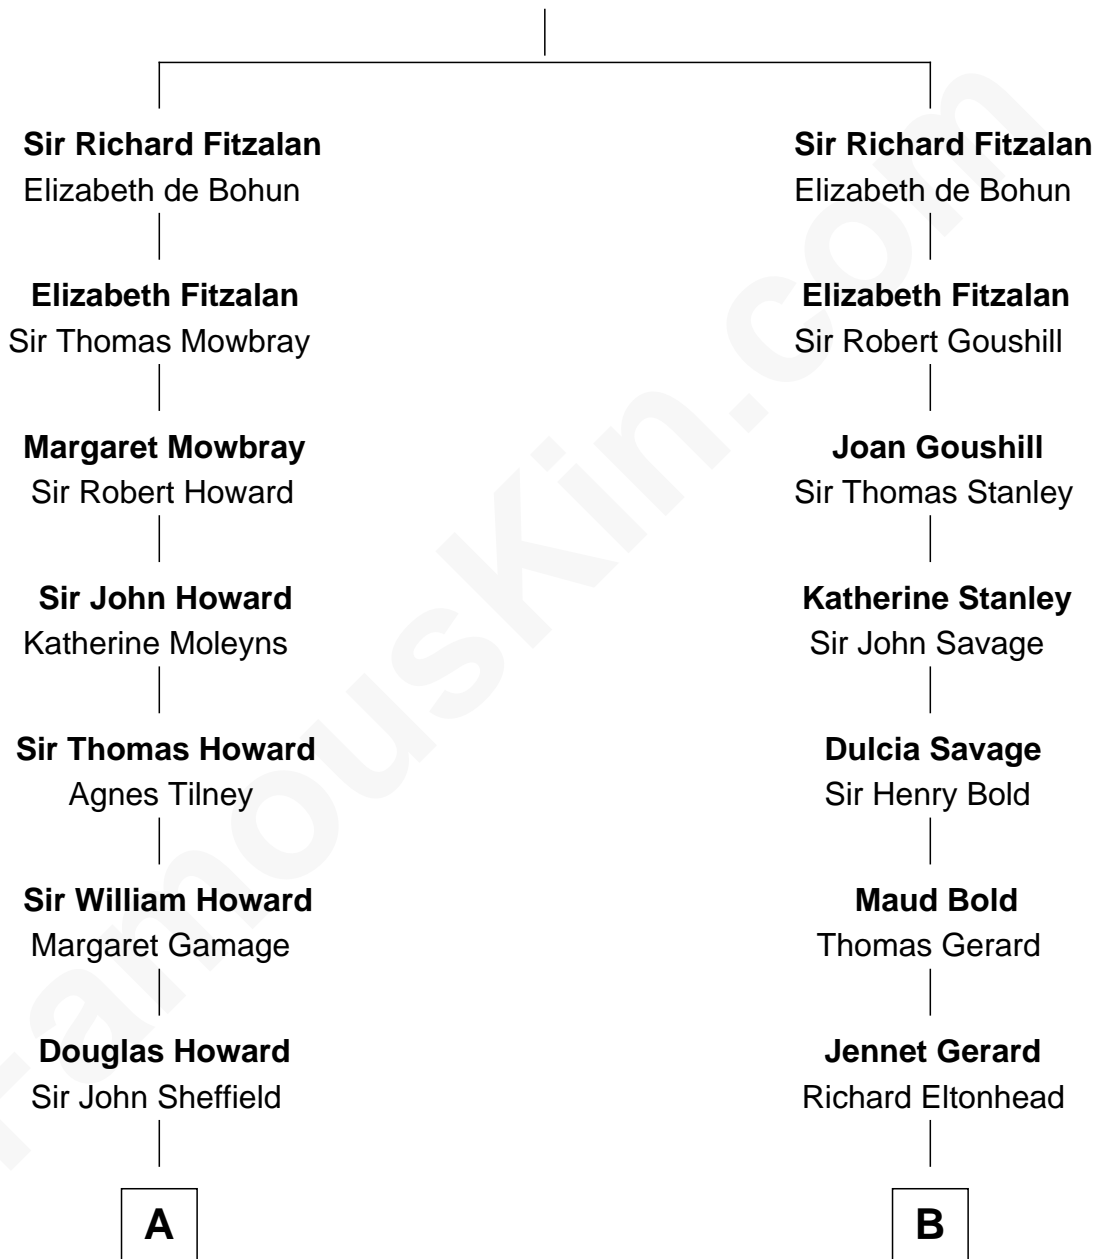 Sir Richard Fitzalan
Elizabeth de Bohun
Elizabeth Fitzalan
Sir Thomas Mowbray
Margaret Mowbray
Sir Robert Howard
Sir John Howard
Katherine Moleyns
Sir Thomas Howard
Agnes Tilney
Sir William Howard
Margaret Gamage
Douglas Howard
Sir John Sheffield
A
Sir Richard Fitzalan
Elizabeth de Bohun
Elizabeth Fitzalan
Sir Robert Goushill
Joan Goushill
Sir Thomas Stanley
Katherine Stanley
Sir John Savage
Dulcia Savage
Sir Henry Bold
Maud Bold
Thomas Gerard
Jennet Gerard
Richard Eltonhead
B
FamousKin.com